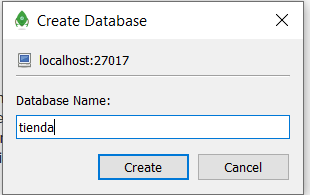 Create Database
localhost:27017
Database Name:
tienda
Create
Cancel